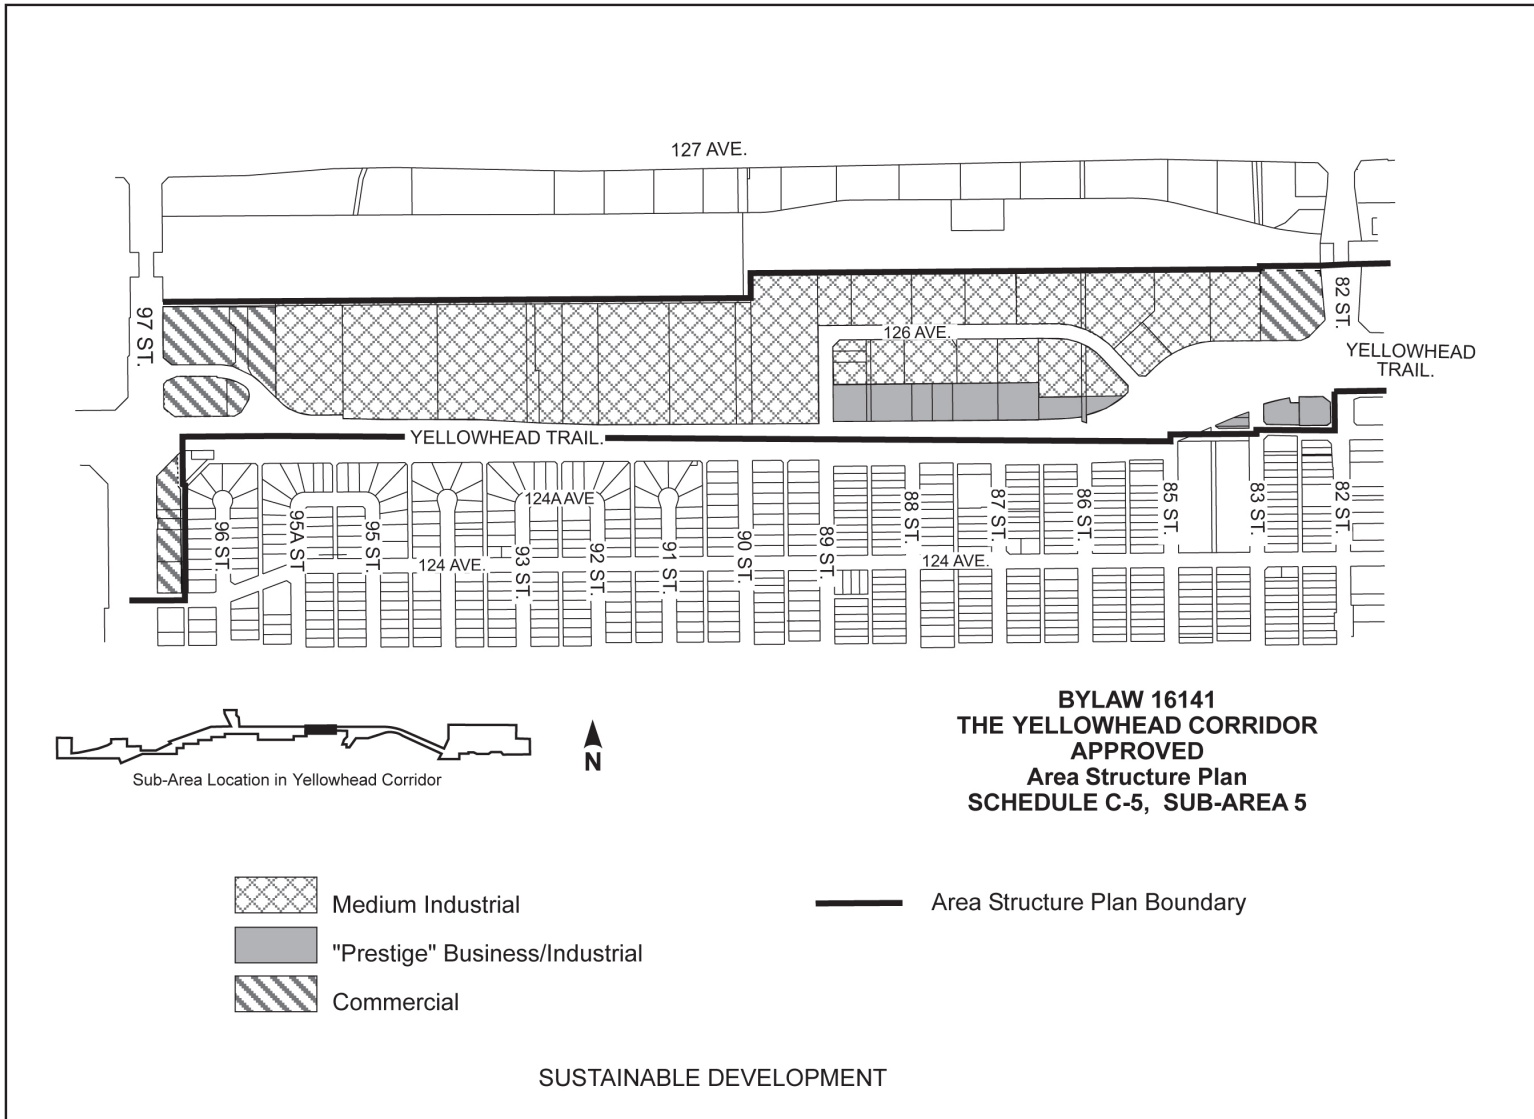 127 AVE.
97 ST.
82 ST.
126 AVE.
YELLOWHEAD
TRAIL.
YELLOWHEAD TRAIL.
124A AVE
96 ST.
95A ST
95 ST.
93 ST.
92 ST.
91 ST.
90 ST.
89 ST.
88 ST.
87 ST.
86 ST.
85 ST.
83 ST.
82 ST.
124 AVE.
124 AVE.
Sub-Area Location in Yellowhead Corridor
N
BYLAW 16141
THE YELLOWHEAD CORRIDOR
APPROVED
Area Structure Plan
SCHEDULE C-5, SUB-AREA 5
Medium Industrial
"Prestige" Business/Industrial
Commercial
Area Structure Plan Boundary
SUSTAINABLE DEVELOPMENT